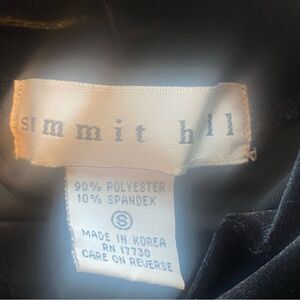 summit hill
90% POLYESTER
10% SPANDEX
S
MADE IN KOREA
RN 17730
CARE ON REVERSE